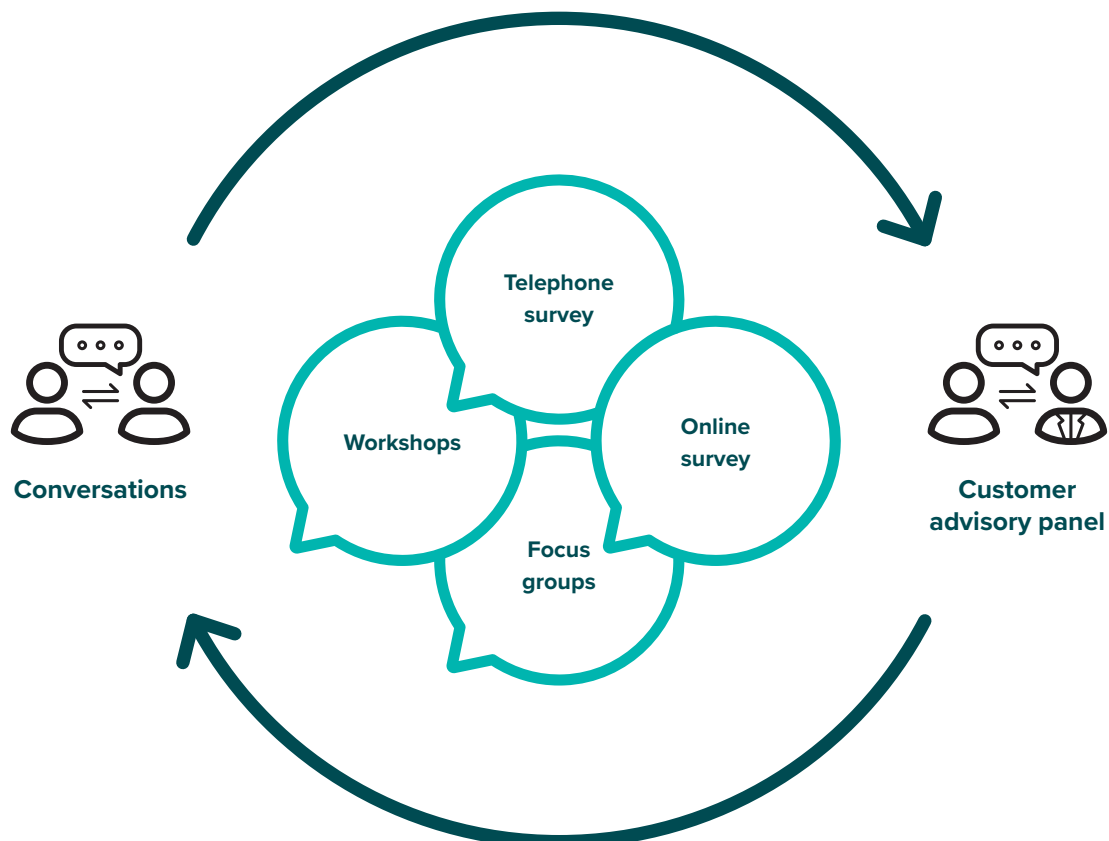 Telephone
survey
Workshops
Online
survey
Focus
groups
Conversations
Customer
advisory panel